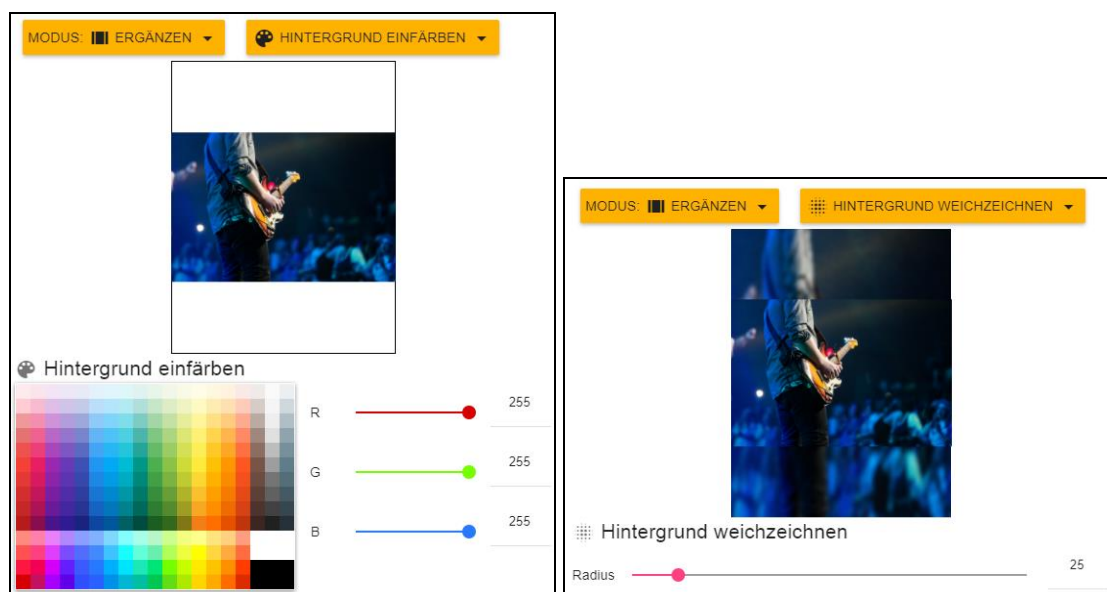 MODUS: ERGÄNZEN HINTERGRUND EINFÄRBEN
Hintergrund einfärben
R 255
G 255
B 255
MODUS: ERGÄNZEN HINTERGRUND WEICHZEICHNEN
Hintergrund weichzeichnen
Radius 25